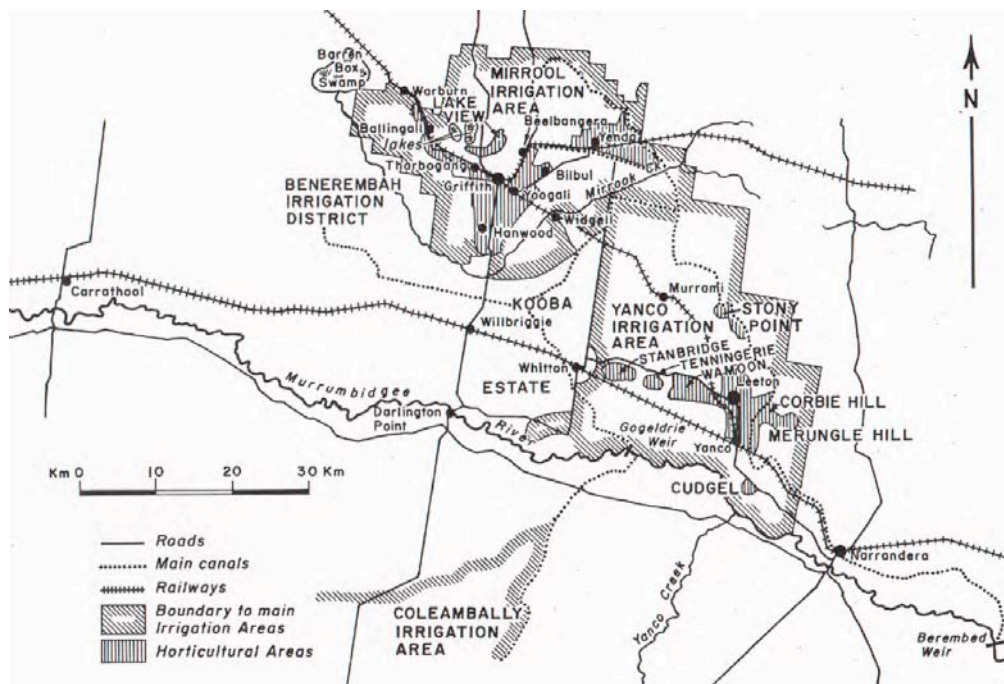 Barren
Box
Swamp
Warburn
MIRROOL
IRRIGATION
AREA
LAKE
VIEW
Beelbangera
Ballingall
lakes
Yenda
Tharbogang
Bilbul
Griffith
Yoogali
Mirrook Ck.
BENEREMBAH
IRRIGATION
DISTRICT
Widgeli
Hanwood
N
Carrathool
KOOBA
Murrami
Willbriggie
YANCO
IRRIGATION
AREA
STONY
POINT
STANBRIDGE
TENNINGERIE
WAMOON
Whitton
Leeton
ESTATE
CORBIE HILL
Murrumbidgee
River
Darlington
Point
Gogeldrie
Weir
MERUNGLE HILL
Yanco
CUDGEL
Km 0 10 20 30 Km
Narrandera
Roads
Main canals
Railways
Boundary to main
Irrigation Areas
Horticultural Areas
COLEAMBALLY
IRRIGATION
AREA
Yanco Creek
Berembed
Weir